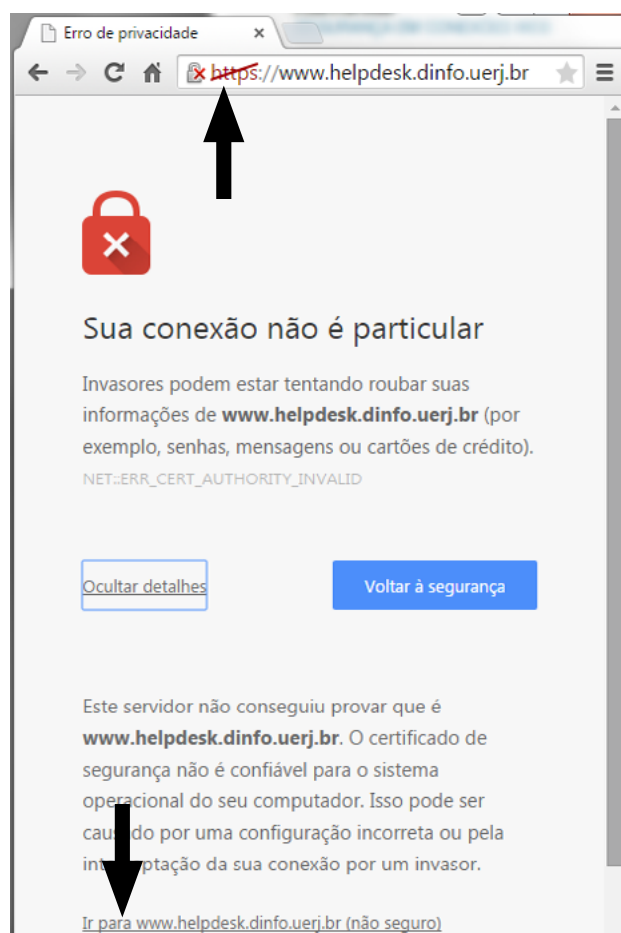 Erro de privacidade
https://www.helpdesk.dinfo.uerj.br
Sua conexão não é particular
Invasores podem estar tentando roubar suas
informações de www.helpdesk.dinfo.uerj.br (por
exemplo, senhas, mensagens ou cartões de crédito).
NET::ERR_CERT_AUTHORITY_INVALID
Ocultar detalhes
Voltar à segurança
Este servidor não conseguiu provar que é
www.helpdesk.dinfo.uerj.br. O certificado de
segurança não é confiável para o sistema
operacional do seu computador. Isso pode ser
causado por uma configuração incorreta ou pela
interceptação da sua conexão por um invasor.
Ir para www.helpdesk.dinfo.uerj.br (não seguro)